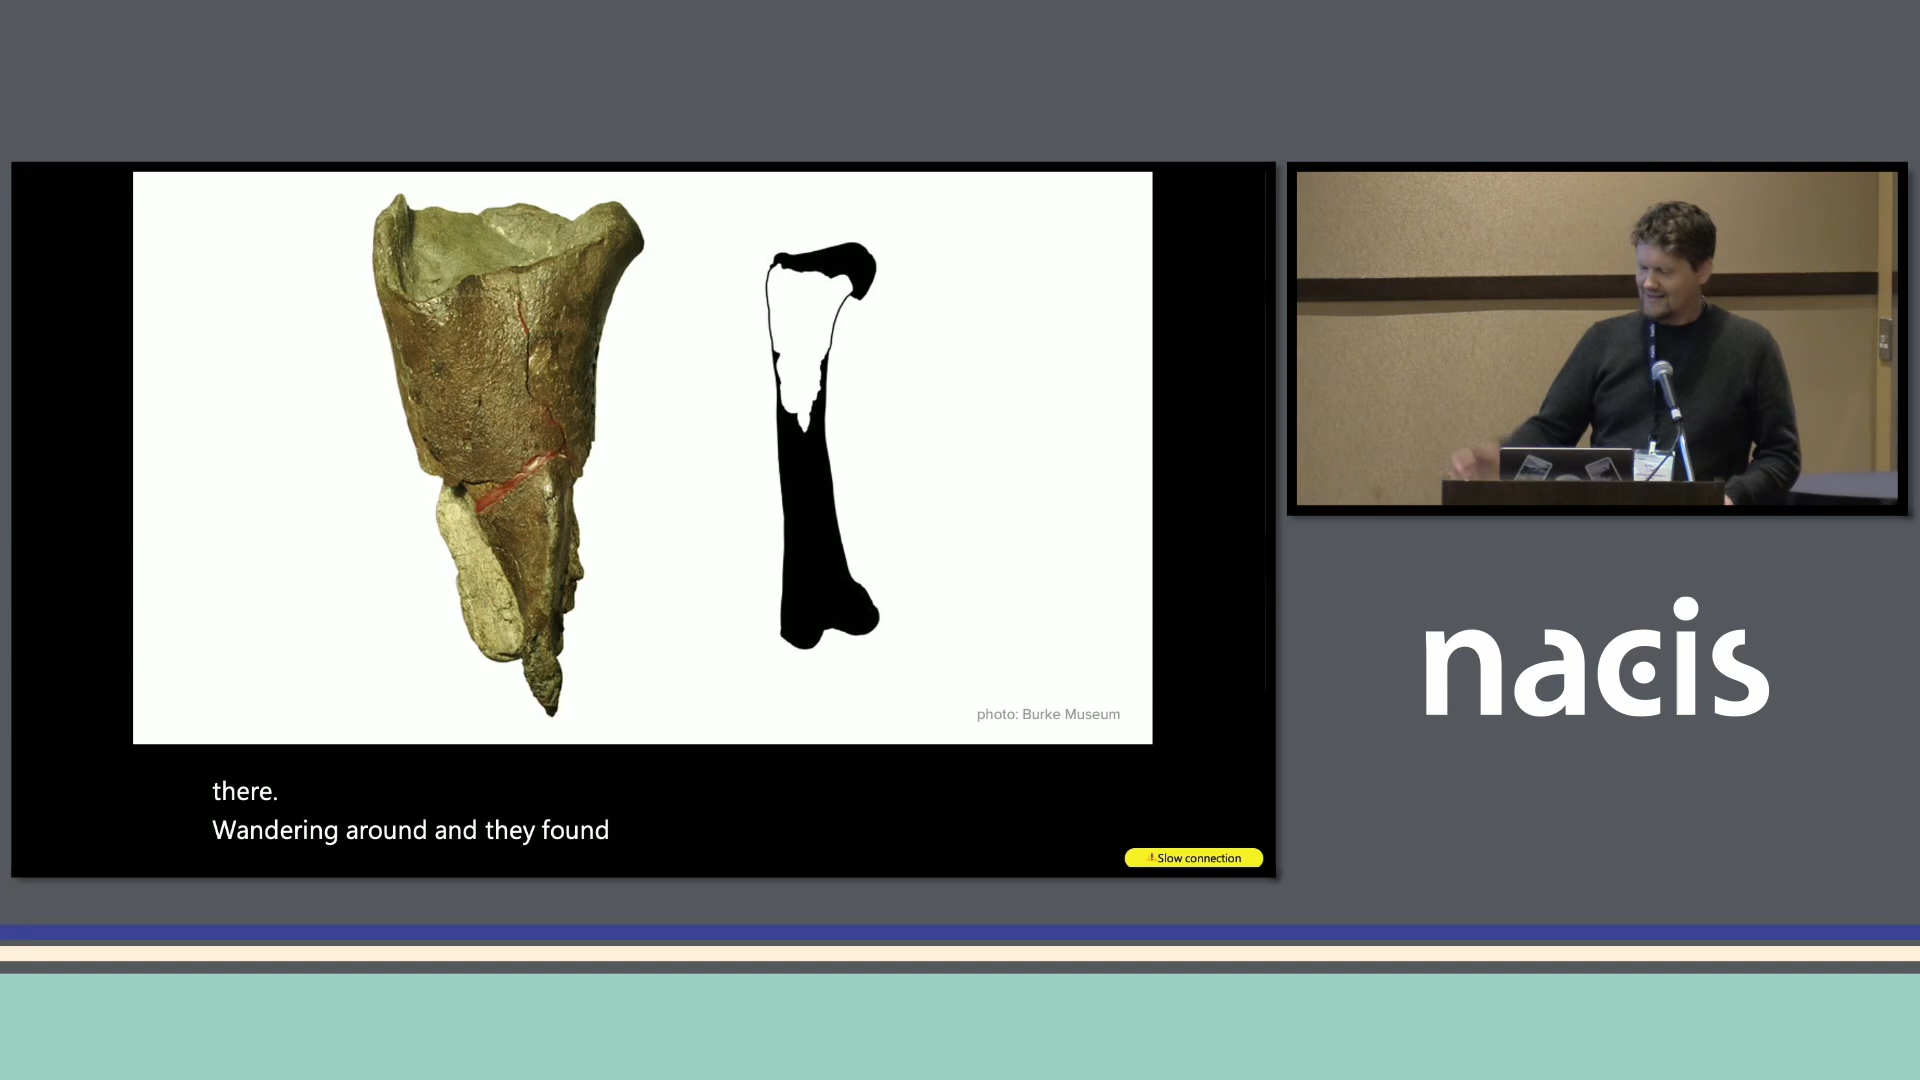 photo: Burke Museum
there.
Wandering around and they found
Slow connection
nacis